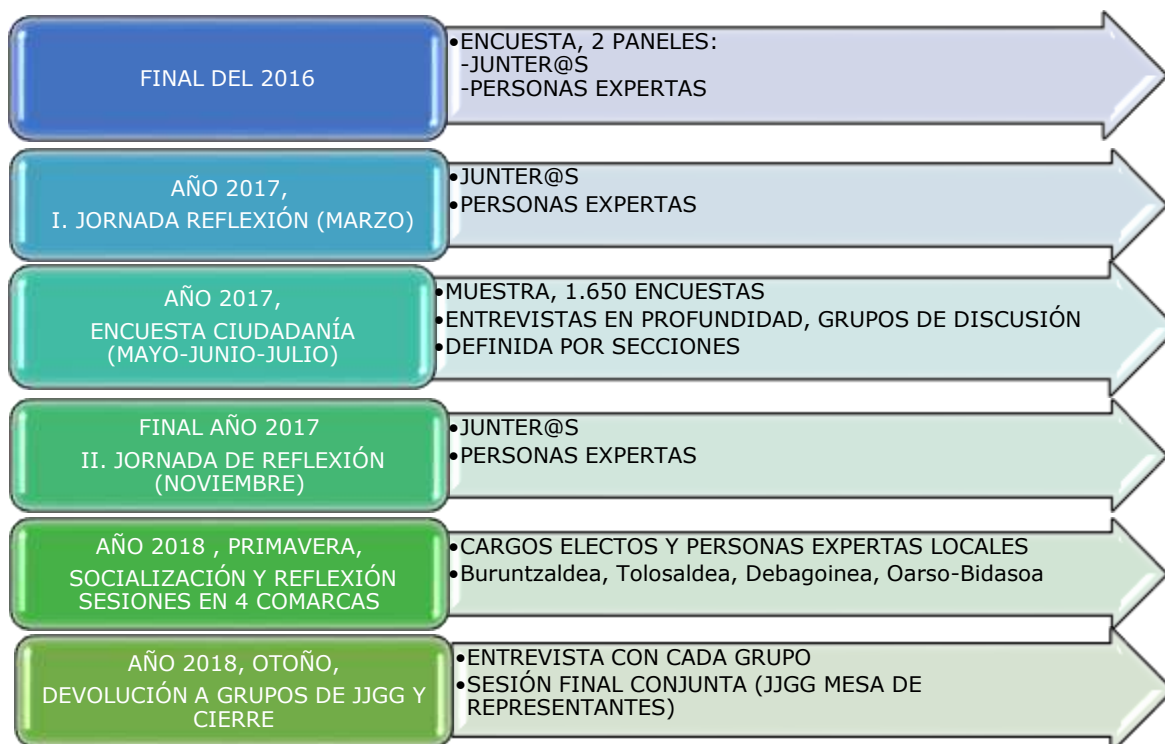 FINAL DEL 2016
•ENCUESTA, 2 PANELES:
-JUNTER@S
-PERSONAS EXPERTAS
AÑO 2017,
I. JORNADA REFLEXIÓN (MARZO)
•JUNTER@S
•PERSONAS EXPERTAS
AÑO 2017,
ENCUESTA CIUDADANÍA
(MAYO-JUNIO-JULIO)
•MUESTRA, 1.650 ENCUESTAS
•ENTREVISTAS EN PROFUNDIDAD, GRUPOS DE DISCUSIÓN
•DEFINIDA POR SECCIONES
FINAL AÑO 2017
II. JORNADA DE REFLEXIÓN
(NOVIEMBRE)
•JUNTER@S
•PERSONAS EXPERTAS
AÑO 2018 , PRIMAVERA,
SOCIALIZACIÓN Y REFLEXIÓN
SESIONES EN 4 COMARCAS
•CARGOS ELECTOS Y PERSONAS EXPERTAS LOCALES
•Buruntzaldea, Tolosaldea, Debagoinea, Oarso-Bidasoa
AÑO 2018, OTOÑO,
DEVOLUCIÓN A GRUPOS DE JJGG Y
CIERRE
•ENTREVISTA CON CADA GRUPO
•SESIÓN FINAL CONJUNTA (JJGG MESA DE
REPRESENTANTES)